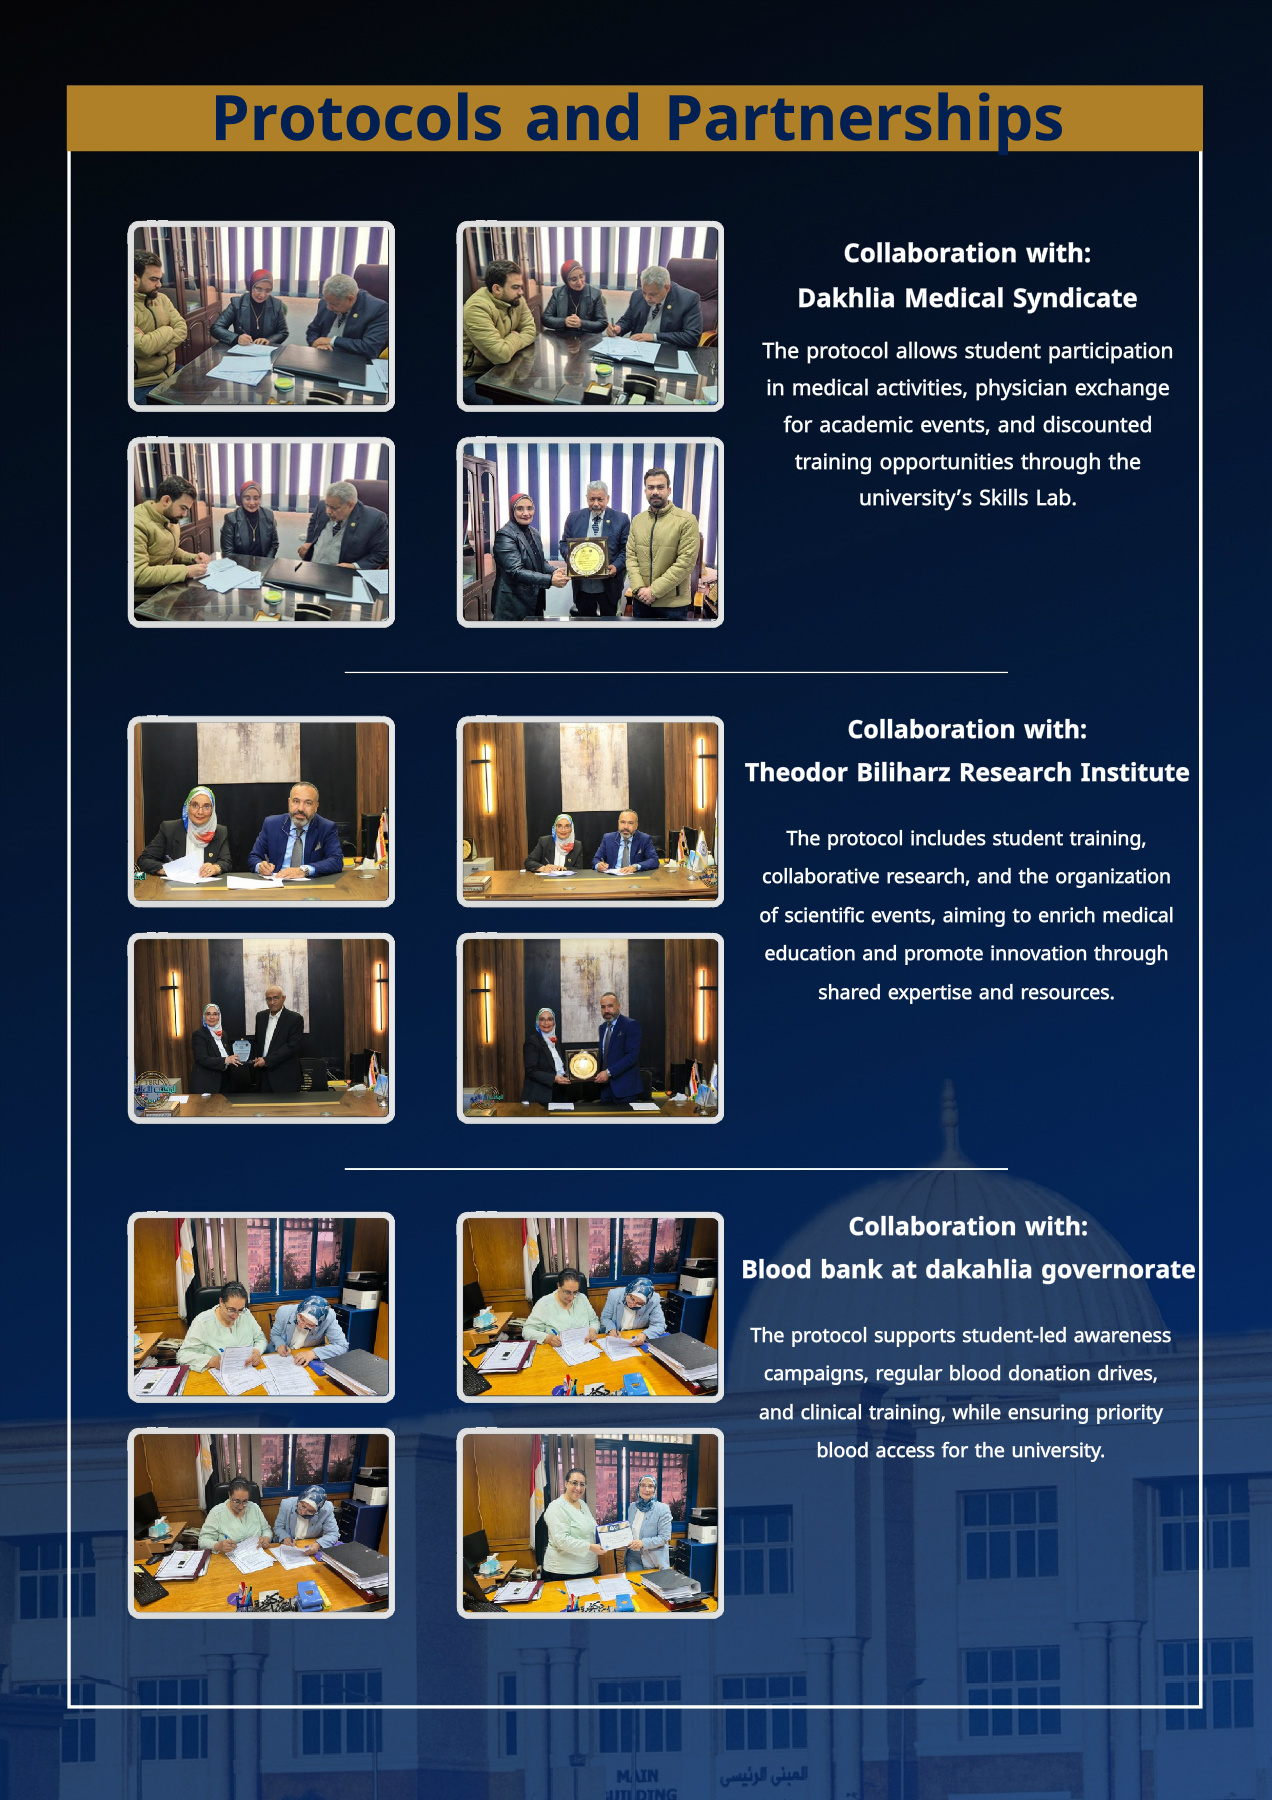 Protocols and Partnerships
Collaboration with:
Dakhlia Medical Syndicate
The protocol allows student participation
in medical activities, physician exchange
for academic events, and discounted
training opportunities through the
university’s Skills Lab.
Collaboration with:
Theodor Biliharz Research Institute
The protocol includes student training,
collaborative research, and the organization
of scientific events, aiming to enrich medical
education and promote innovation through
shared expertise and resources.
Collaboration with:
Blood bank at dakahlia governorate
The protocol supports student-led awareness
campaigns, regular blood donation drives,
and clinical training, while ensuring priority
blood access for the university.
MAIN
BUILDING
المبنى الرئيسى